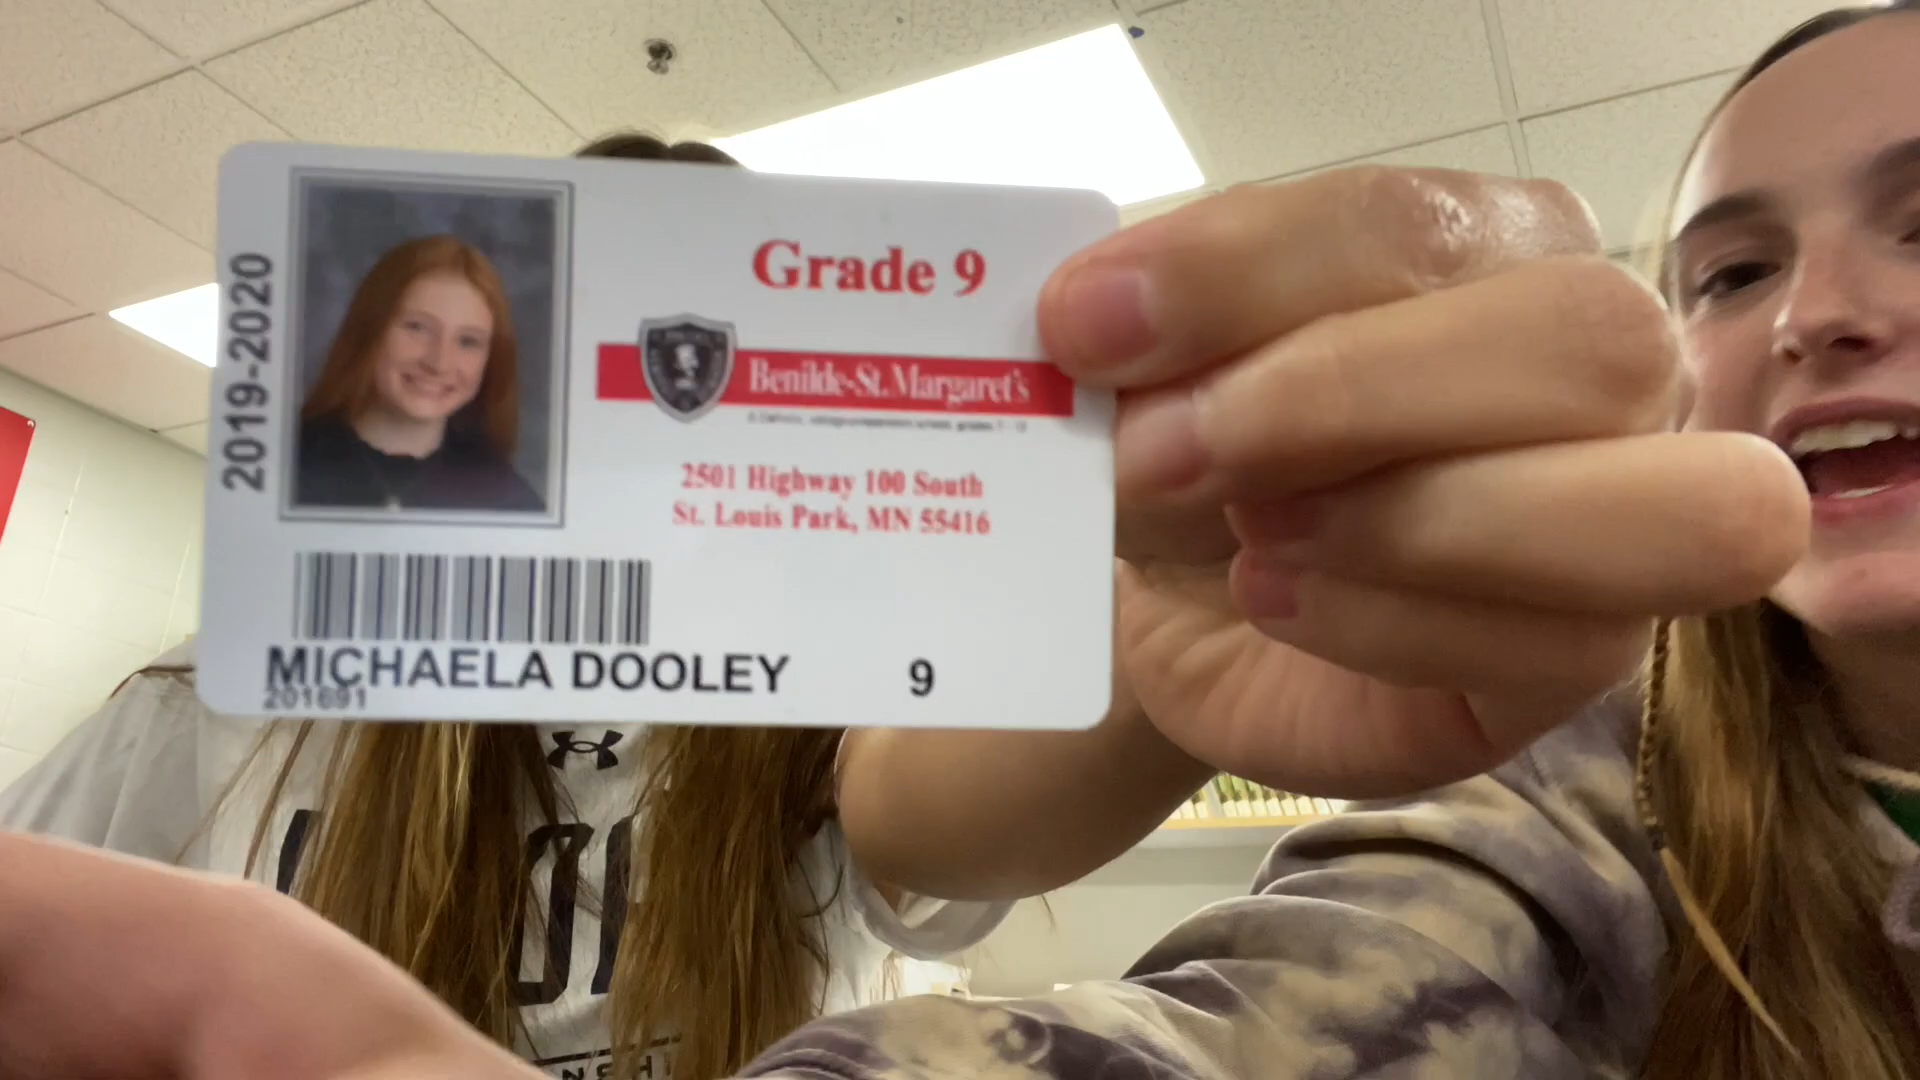 2019-2020
Grade 9
Benilde-St. Margaret's
2501 Highway 100 South
St. Louis Park, MN 55416
MICHAELA DOOLEY 9
201691